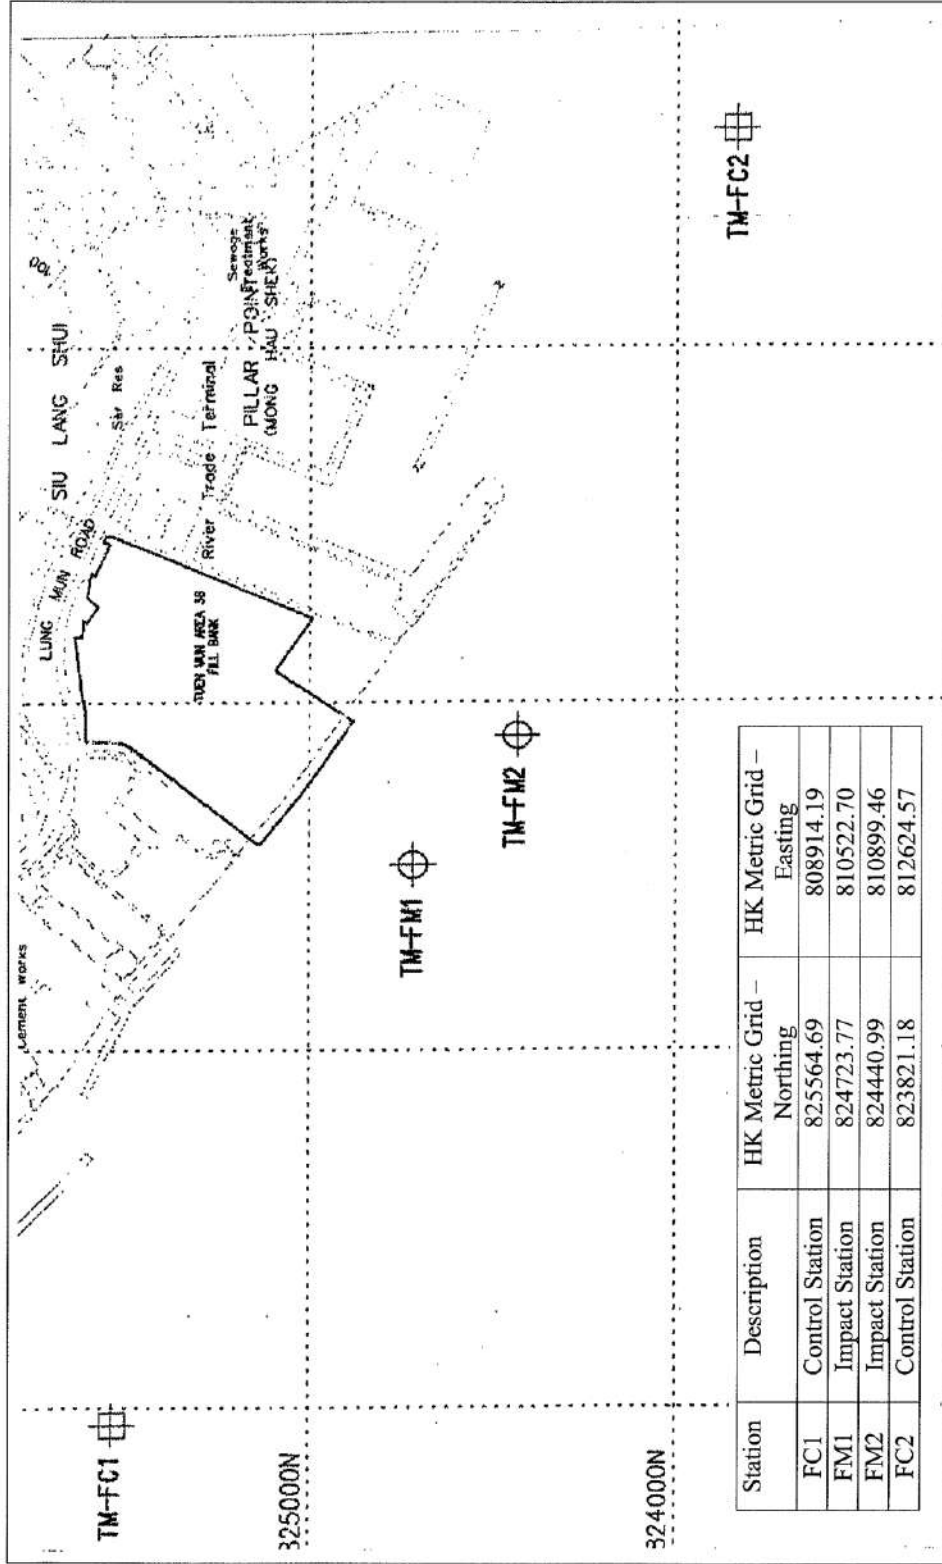 Cement works
LUNG MUN ROAD
SIU LANG SHUI
100
Ser Res
TUEN MUN AREA 38
FILL BANK
River Trade Terminal
PILLAR POINT
(MONG HAU SHEK)
Sewage
Treatment
Works
TM-FC1
TM-FM1
TM-FM2
TM-FC2
325000N
324000N
Station Description HK Metric Grid – Northing HK Metric Grid – Easting
FC1 Control Station 825564.69 808914.19
FM1 Impact Station 824723.77 810522.70
FM2 Impact Station 824440.99 810899.46
FC2 Control Station 823821.18 812624.57